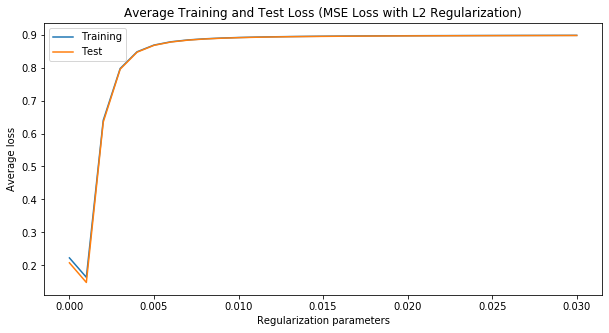 Average Training and Test Loss (MSE Loss with L2 Regularization)
Training
Test
Average loss
0.9
0.8
0.7
0.6
0.5
0.4
0.3
0.2
0.000 0.005 0.010 0.015 0.020 0.025 0.030
Regularization parameters